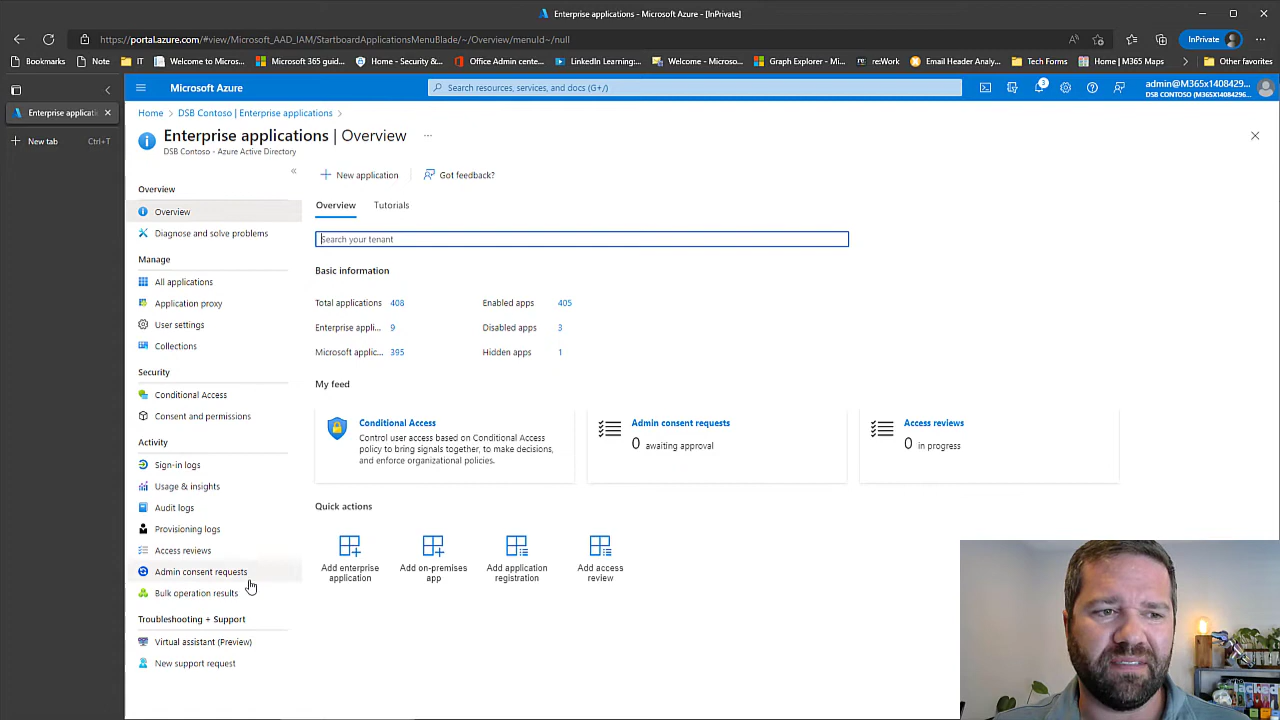 Enterprise applications - Microsoft Azure - [InPrivate]
https://portal.azure.com/#view/Microsoft_AAD_IAM/StartboardApplicationsMenuBlade/~/Overview/menuId~/null
InPrivate
Bookmarks
Note
IT
Welcome to Micros...
Microsoft 365 guid...
Home - Security &...
Office Admin center...
LinkedIn Learning:...
Welcome - Microso...
Graph Explorer - Mi...
re:Work
Email Header Analy...
Tech Forms
Home | M365 Maps
Other favorites
Enterprise applicati
New tab
Ctrl+T
Microsoft Azure
Search resources, services, and docs (G+/)
3
admin@M365x1408429...
DSB CONTOSO (M365X14084296...
Home > DSB Contoso | Enterprise applications >
Enterprise applications | Overview ...
DSB Contoso - Azure Active Directory
New application
Got feedback?
Overview
Overview
Diagnose and solve problems
Manage
All applications
Application proxy
User settings
Collections
Security
Conditional Access
Consent and permissions
Activity
Sign-in logs
Usage & insights
Audit logs
Provisioning logs
Access reviews
Admin consent requests
Bulk operation results
Troubleshooting + Support
Virtual assistant (Preview)
New support request
Overview
Tutorials
Search your tenant
Basic information
Total applications 408
Enabled apps 405
Enterprise appli... 9
Disabled apps 3
Microsoft applic... 395
Hidden apps 1
My feed
Conditional Access
Control user access based on Conditional Access
policy to bring signals together, to make decisions,
and enforce organizational policies.
Admin consent requests
0 awaiting approval
Access reviews
0 in progress
Quick actions
Add enterprise
application
Add on-premises
app
Add application
registration
Add access
review